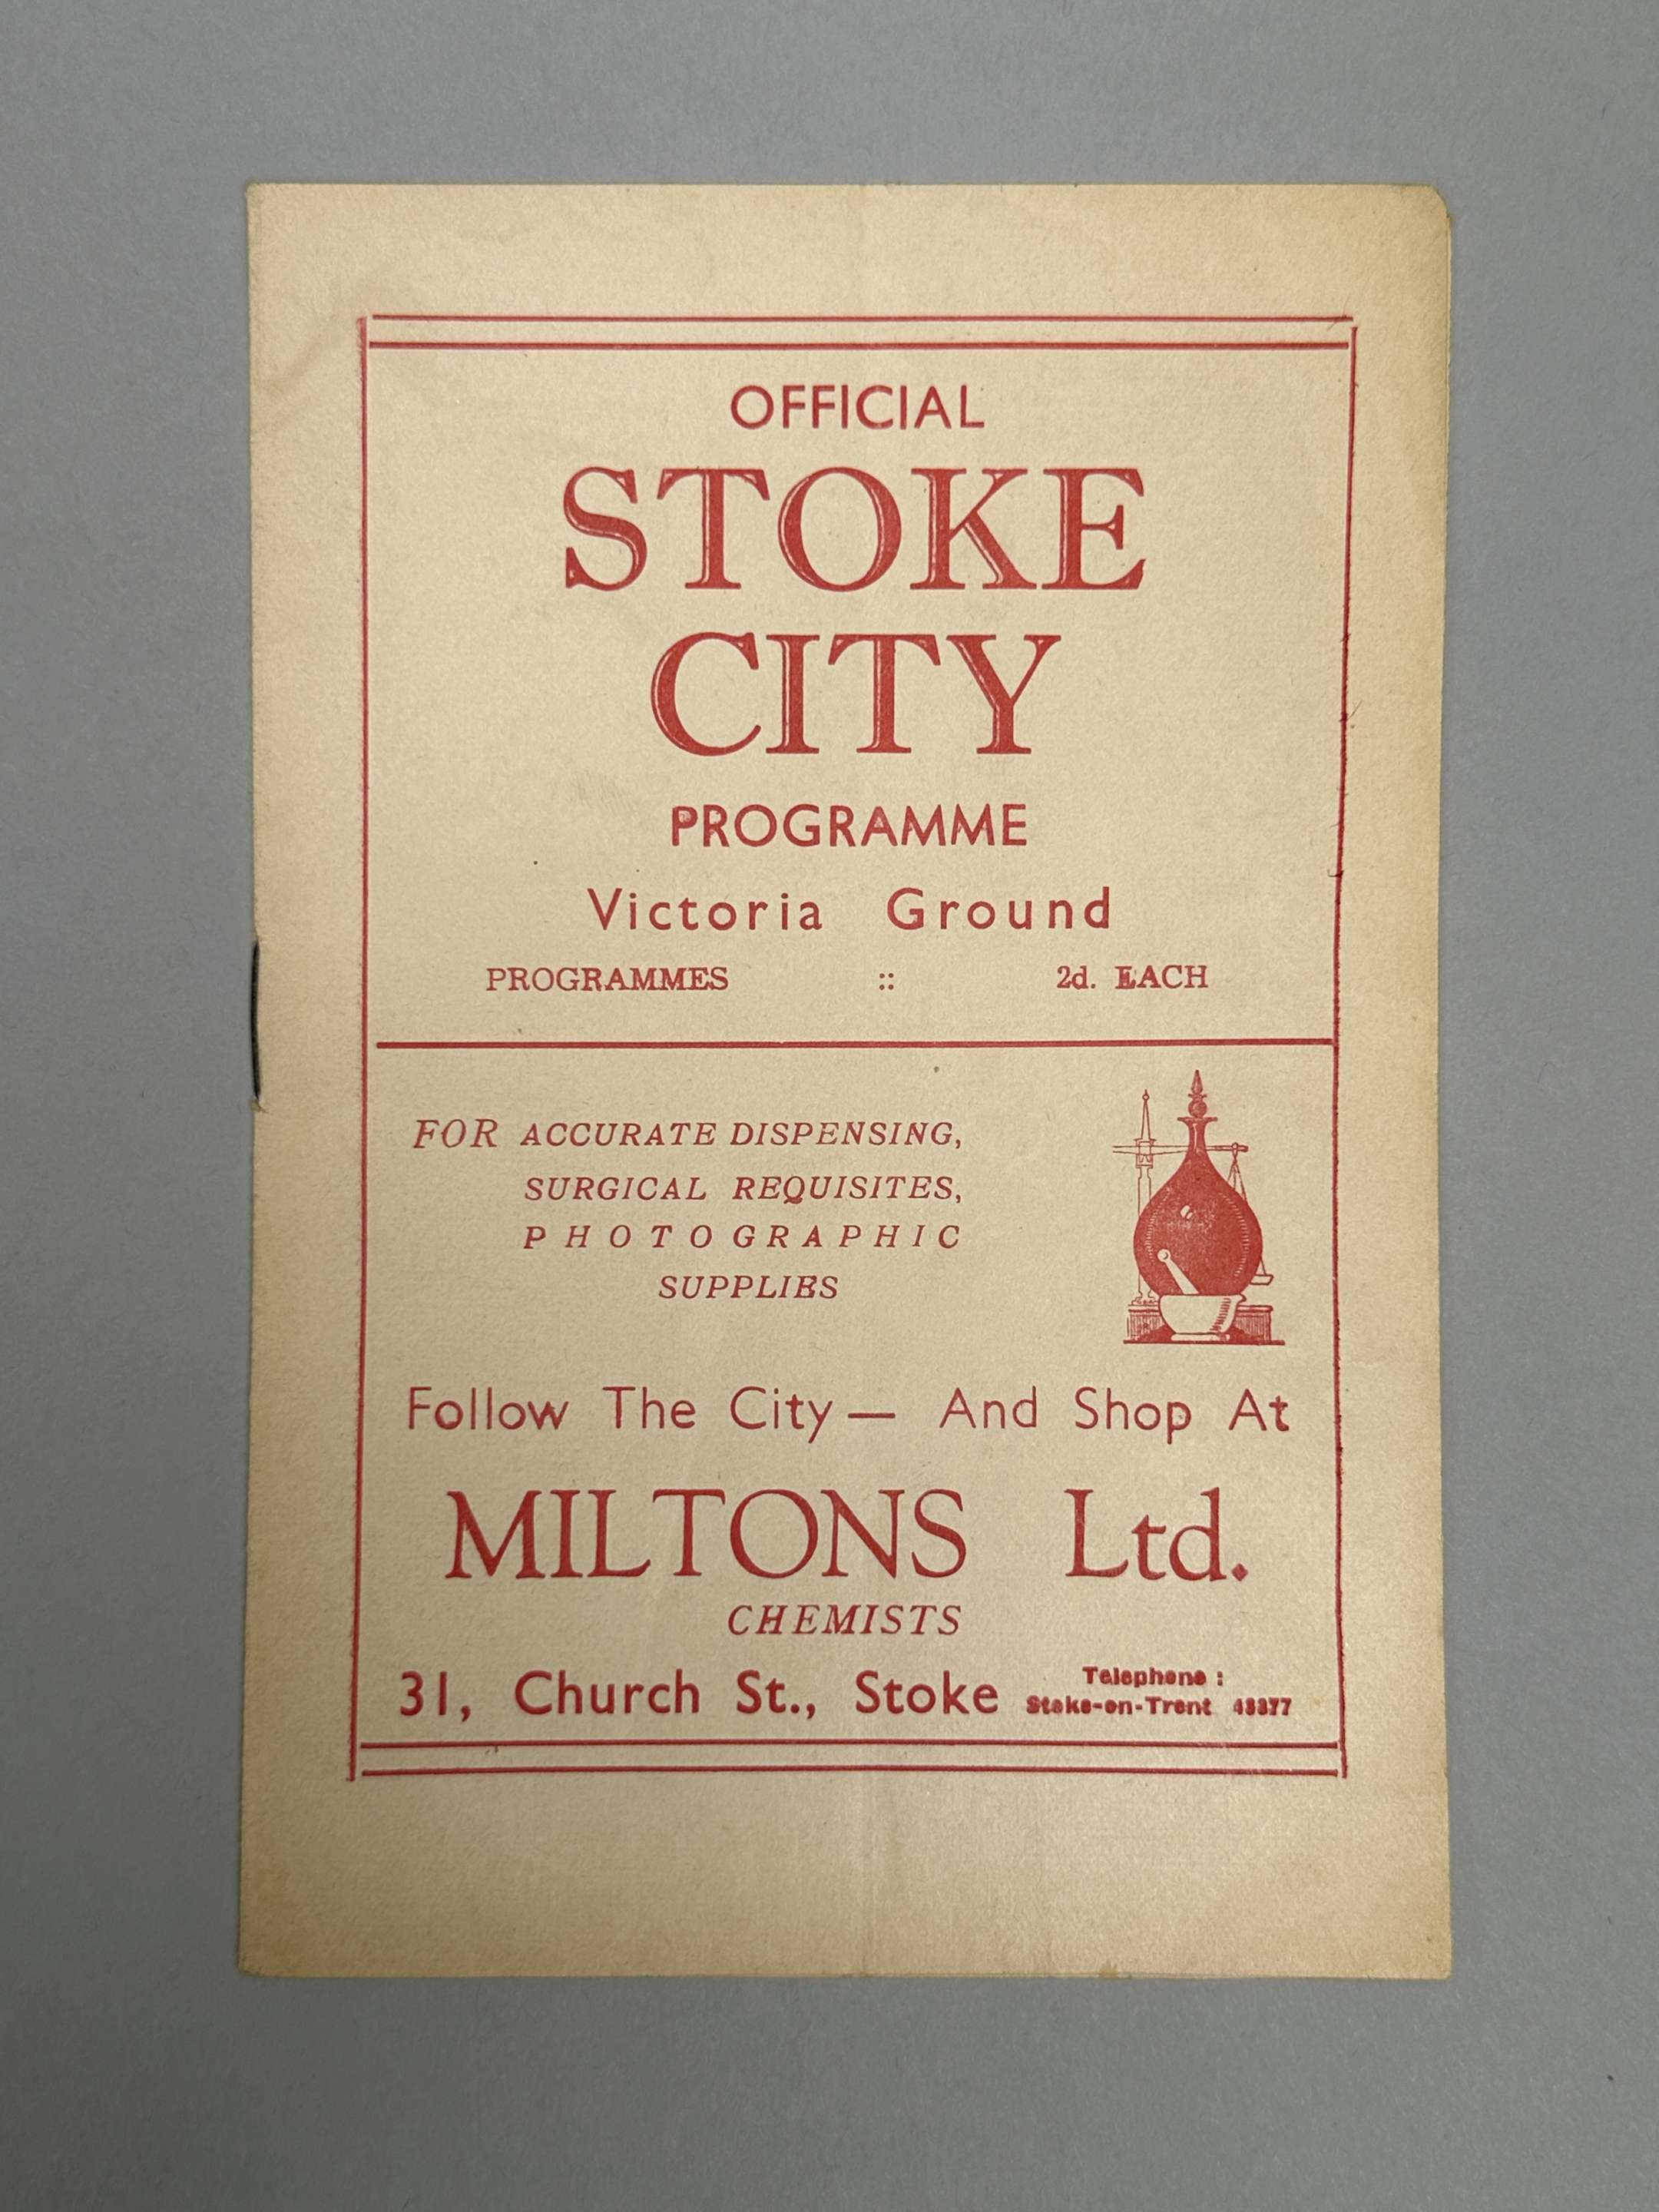 OFFICIAL
STOKE
CITY
PROGRAMME
Victoria Ground
PROGRAMMES :: 2d. EACH
FOR ACCURATE DISPENSING,
SURGICAL REQUISITES,
PHOTOGRAPHIC
SUPPLIES
Follow The City — And Shop At
MILTONS Ltd.
CHEMISTS
31, Church St., Stoke
Telephone :
Stoke-on-Trent